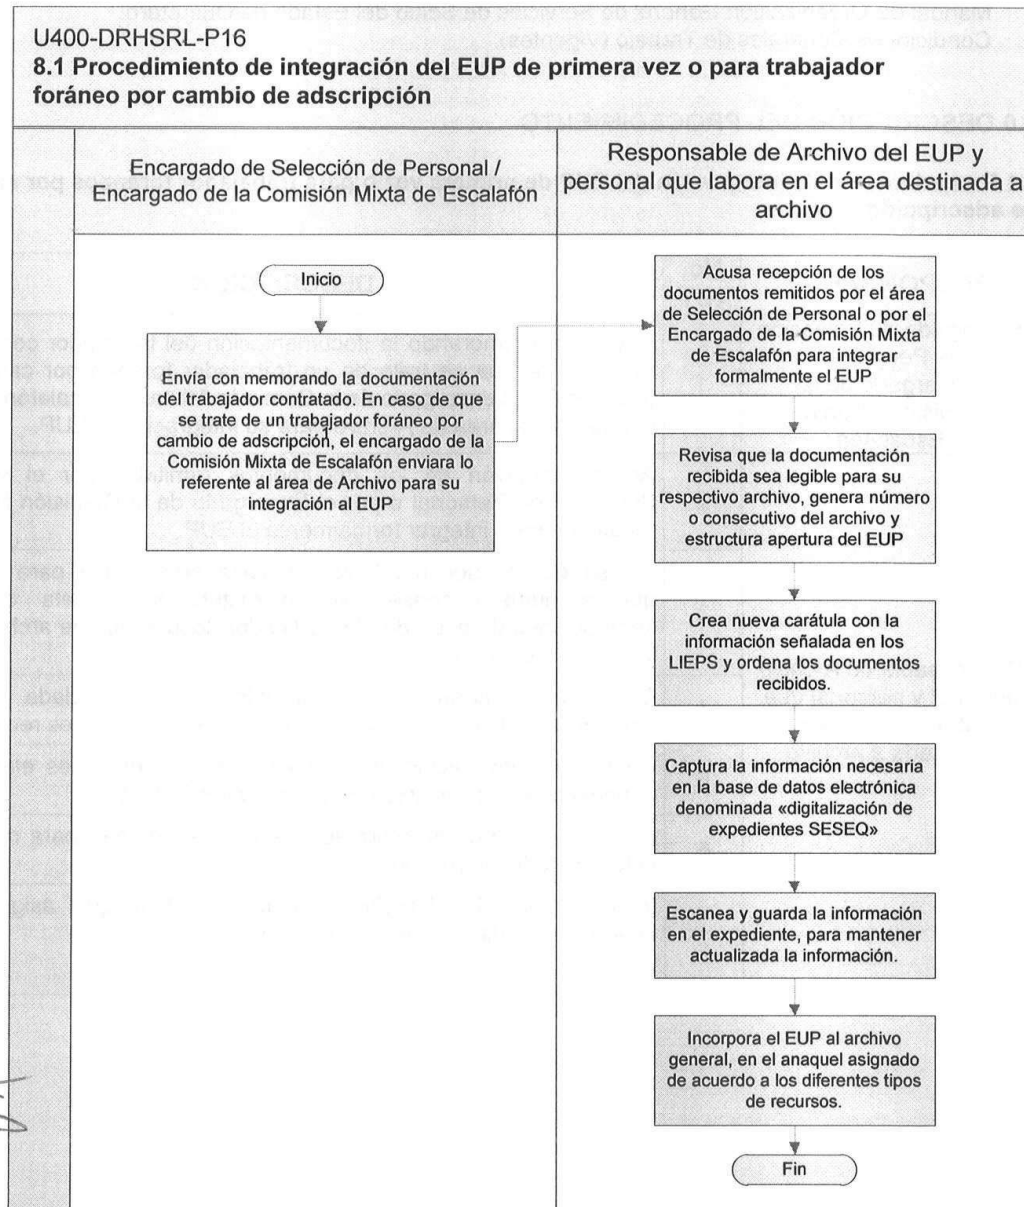 U400-DRHSRL-P16
8.1 Procedimiento de integración del EUP de primera vez o para trabajador
foráneo por cambio de adscripción
Encargado de Selección de Personal /
Encargado de la Comisión Mixta de Escalafón
Responsable de Archivo del EUP y
personal que labora en el área destinada a
archivo
Inicio
Envía con memorando la documentación
del trabajador contratado. En caso de que
se trate de un trabajador foráneo por
cambio de adscripción, el encargado de la
Comisión Mixta de Escalafón enviara lo
referente al área de Archivo para su
integración al EUP
Acusa recepción de los
documentos remitidos por el área
de Selección de Personal o por el
Encargado de la Comisión Mixta
de Escalafón para integrar
formalmente el EUP
Revisa que la documentación
recibida sea legible para su
respectivo archivo, genera número
o consecutivo del archivo y
estructura apertura del EUP
Crea nueva carátula con la
información señalada en los
LIEPS y ordena los documentos
recibidos.
Captura la información necesaria
en la base de datos electrónica
denominada «digitalización de
expedientes SESEQ»
Escanea y guarda la información
en el expediente, para mantener
actualizada la información.
Incorpora el EUP al archivo
general, en el anaquel asignado
de acuerdo a los diferentes tipos
de recursos.
Fin